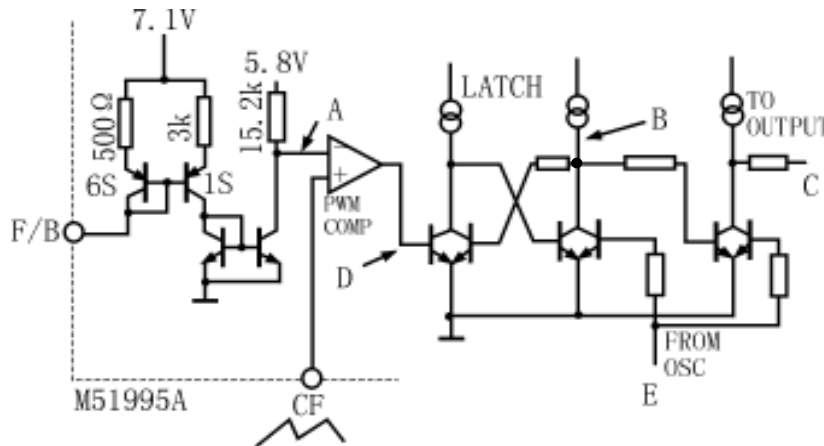 7.1V
5.8V
500Ω
3k
15.2k
A
LATCH
B
TO
OUTPUT
6S
1S
-
+
PWM
COMP
C
F/B
D
FROM
OSC
E
M51995A
CF